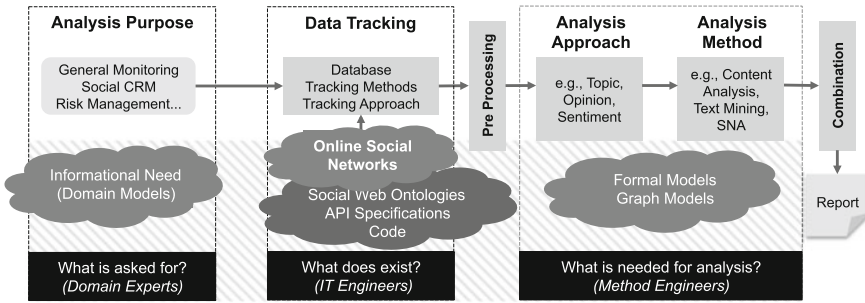 Analysis Purpose
General Monitoring
Social CRM
Risk Management...
Informational Need
(Domain Models)
What is asked for?
(Domain Experts)
Data Tracking
Database
Tracking Methods
Tracking Approach
Online Social
Networks
Social Web Ontologies
API Specifications
Code
What does exist?
(IT Engineers)
Pre Processing
Analysis
Approach
e.g., Topic,
Opinion,
Sentiment
Analysis
Method
e.g., Content
Analysis,
Text Mining,
SNA
Formal Models
Graph Models
What is needed for analysis?
(Method Engineers)
Combination
Report